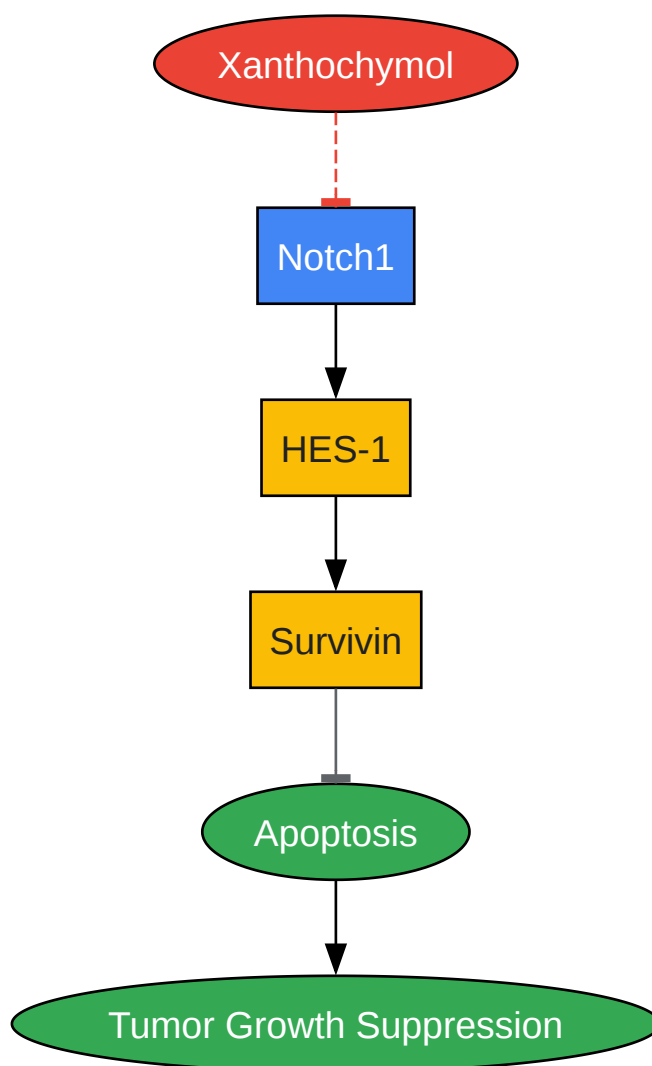 Xanthochymol
Notch1
HES-1
Survivin
Apoptosis
Tumor Growth Suppression